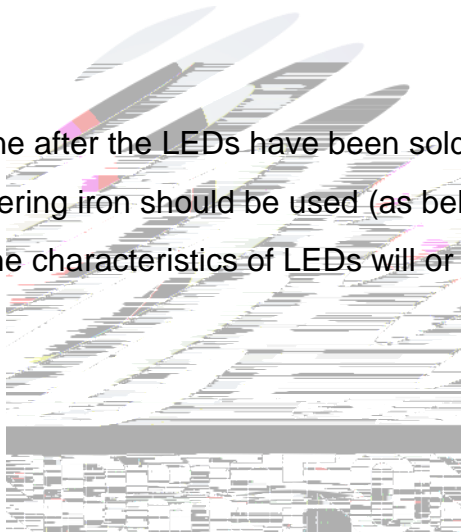 ne after the LEDs have been sold
ering iron should be used (as bel
ne characteristics of LEDs will or